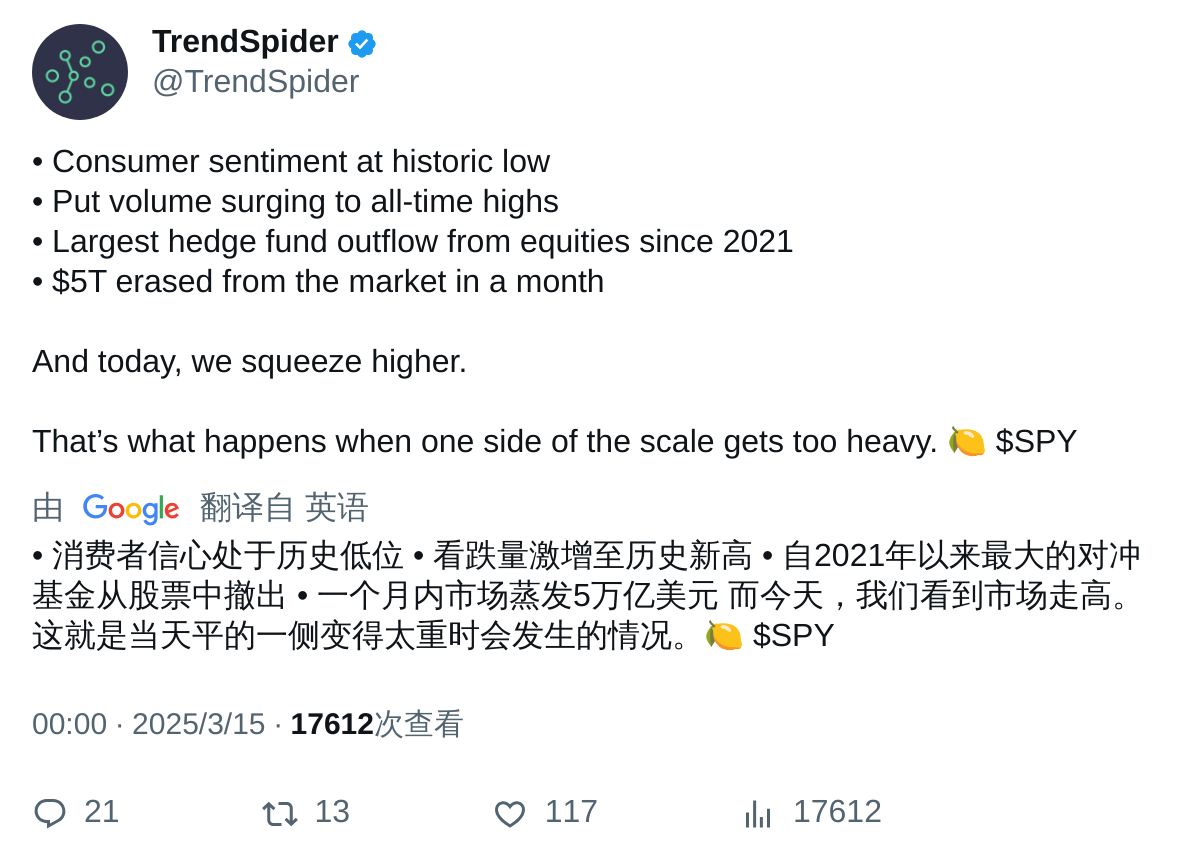 TrendSpider
@TrendSpider
• Consumer sentiment at historic low
• Put volume surging to all-time highs
• Largest hedge fund outflow from equities since 2021
• $5T erased from the market in a month
And today, we squeeze higher.
That’s what happens when one side of the scale gets too heavy. 🍋 $SPY
由 Google 翻译自 英语
• 消费者信心处于历史低位 • 看跌量激增至历史新高 • 自2021年以来最大的对冲
基金从股票中撤出 • 一个月内市场蒸发5万亿美元 而今天，我们看到市场走高。
这就是当天平的一侧变得太重时会发生的情况。🍋 $SPY
00:00 · 2025/3/15 · 17612次查看
21 13 117 17612